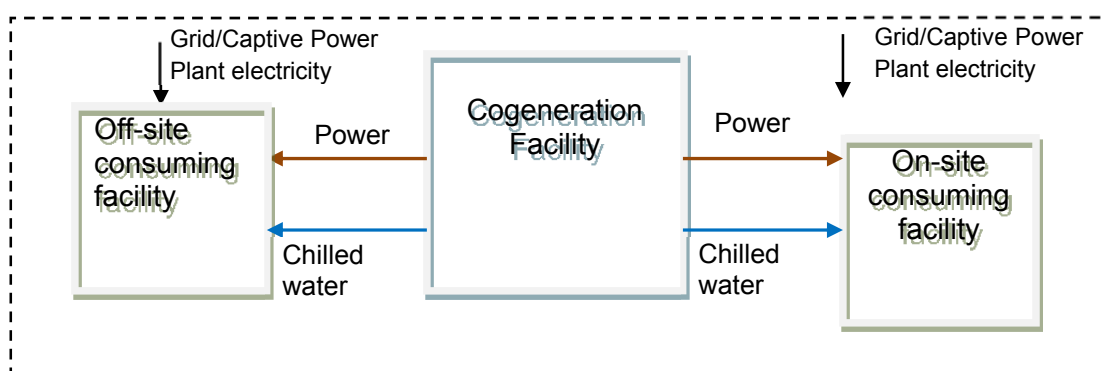 Grid/Captive Power
Plant electricity
Off-site
consuming
facility
Power
Chilled
water
Cogeneration
Facility
Power
Chilled
water
Grid/Captive Power
Plant electricity
On-site
consuming
facility